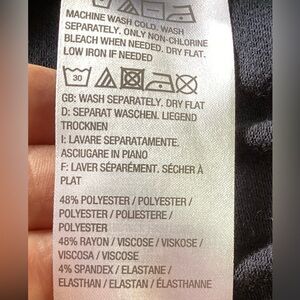 MACHINE WASH COLD. WASH
SEPARATELY. ONLY NON-CHLORINE
BLEACH WHEN NEEDED. DRY FLAT.
LOW IRON IF NEEDED
30
GB: WASH SEPARATELY. DRY FLAT
D: SEPARAT WASCHEN. LIEGEND
TROCKNEN
I: LAVARE SEPARATAMENTE.
ASCIUGARE IN PIANO
F: LAVER SÉPARÉMENT. SÉCHER À
PLAT
48% POLYESTER / POLYESTER /
POLYESTER / POLIESTERE /
POLYESTER
48% RAYON / VISCOSE / VISKOSE /
VISCOSA / VISCOSE
4% SPANDEX / ELASTANE /
ELASTHAN / ELASTAN / ÉLASTHANNE